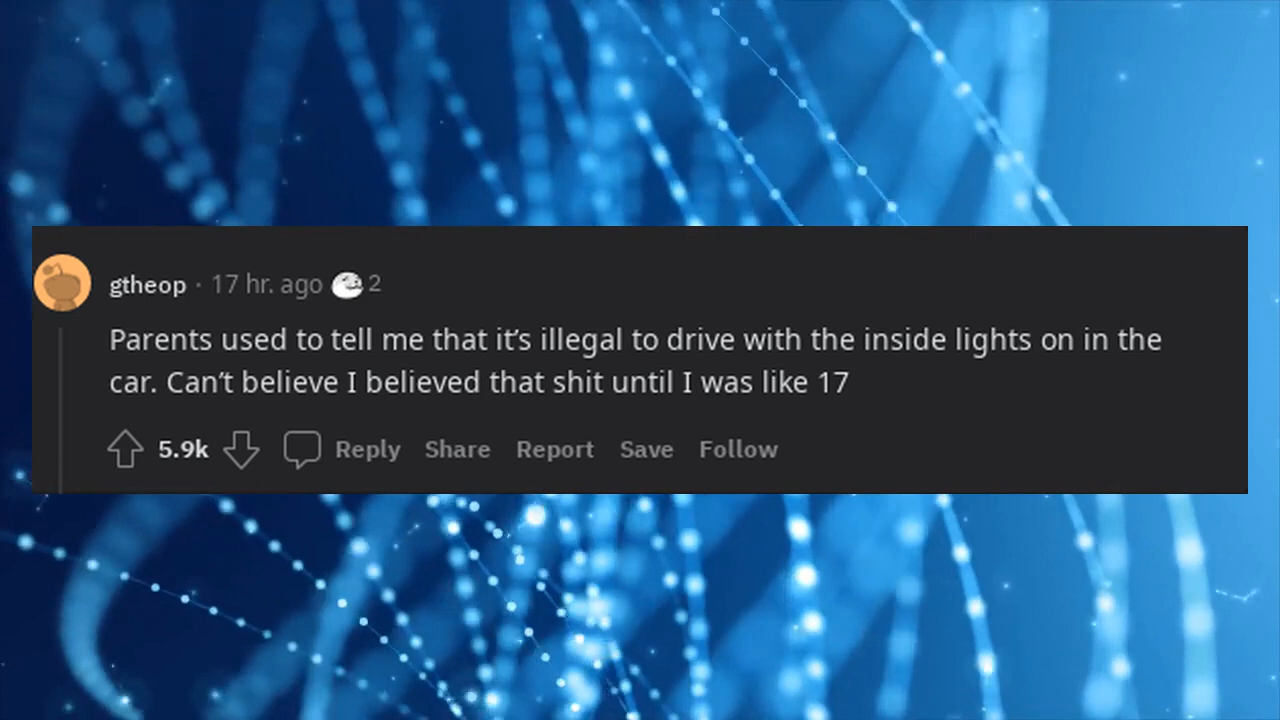 gtheop · 17 hr. ago 2
Parents used to tell me that it’s illegal to drive with the inside lights on in the
car. Can’t believe I believed that shit until I was like 17
5.9k Reply Share Report Save Follow